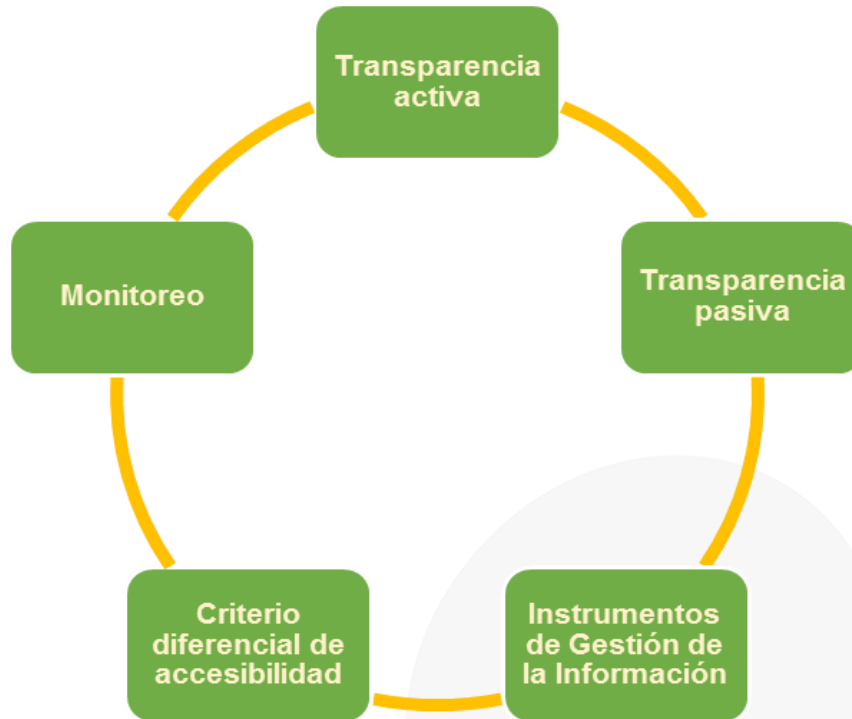 Transparencia
activa
Transparencia
pasiva
Instrumentos
de Gestión de
la Información
Criterio
diferencial de
accesibilidad
Monitoreo